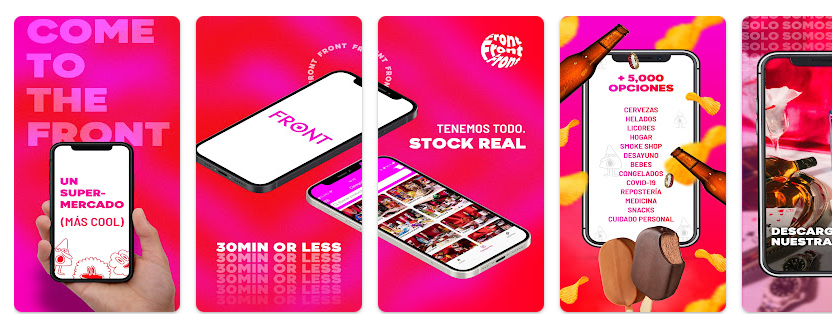 COME
TO
THE
FRONT
UN
SUPER-
MERCADO
(MÁS COOL)
FRONT FRONT FRONT
FRONT
30MIN OR LESS
30MIN OR LESS
30MIN OR LESS
30MIN OR LESS
30MIN OR LESS
Front
Front
Front
TENEMOS TODO.
STOCK REAL
+ 5,000
OPCIONES
CERVEZAS
HELADOS
LICORES
HOGAR
SMOKE SHOP
DESAYUNO
BEBES
CONGELADOS
COVID-19
REPOSTERÍA
MEDICINA
SNACKS
CUIDADO PERSONAL
SOLO SOMOS
SOLO SOMOS
SOLO SOMOS
DESCARG
NUESTRA